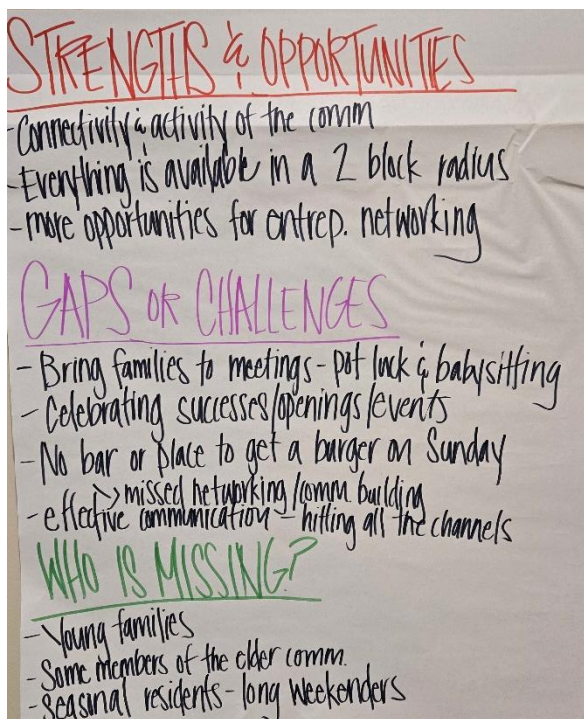 STRENGTHS & OPPORTUNITIES
- Connectivity & activity of the comm
- Everything is available in a 2 block radius
- more opportunities for entrep. networking
GAPS OR CHALLENGES
- Bring families to meetings - pot luck & babysitting
- Celebrating successes/openings/events
- No bar or place to get a burger on Sunday
> missed networking/comm building
- effective communication - hitting all the channels
WHO IS MISSING?
- Young families
- Some members of the elder comm.
- Seasonal residents - long weekenders